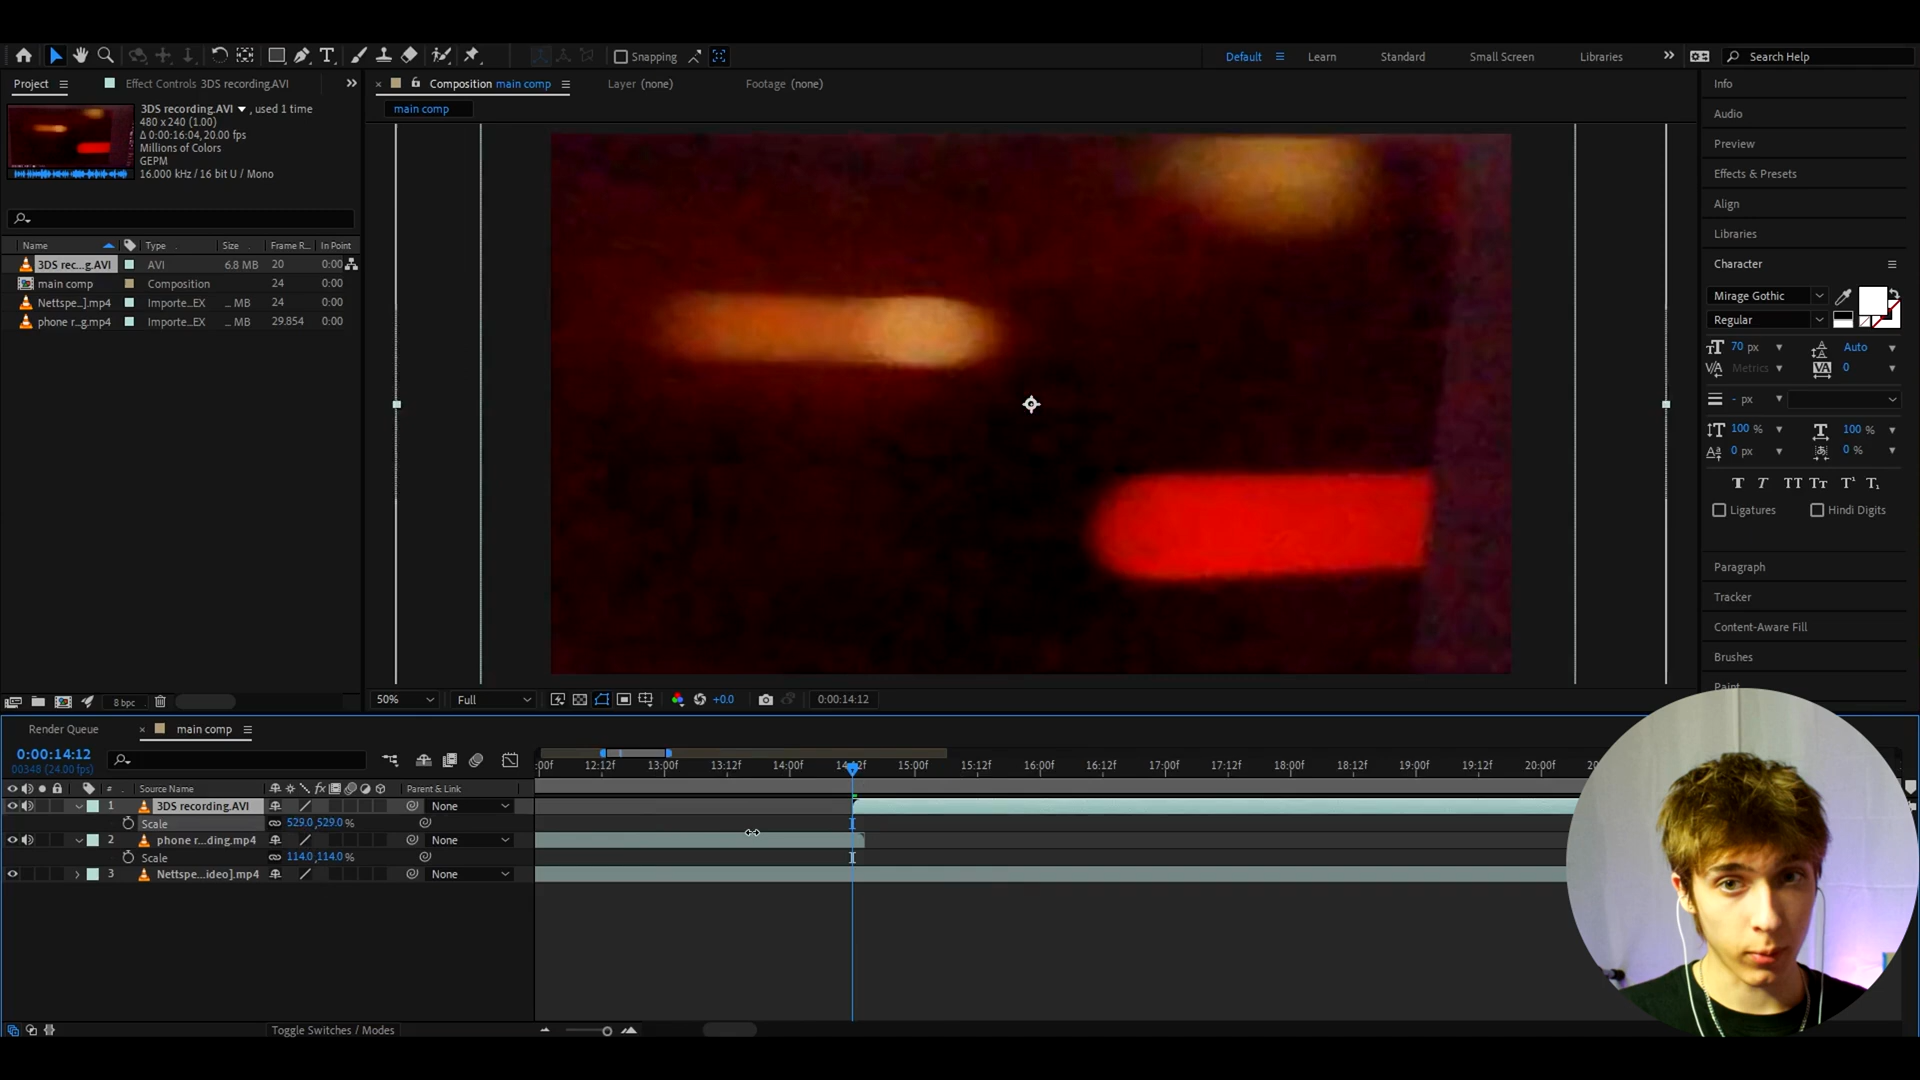 Snapping
Default
Learn
Standard
Small Screen
Libraries
Search Help
Project
Effect Controls 3DS recording.AVI
Composition main comp
Layer (none)
Footage (none)
Info
3DS recording.AVI , used 1 time
480 x 240 (1.00)
Δ 0:00:16:04, 20.00 fps
Millions of Colors
GEPM
16.000 kHz / 16 bit U / Mono
main comp
Audio
Preview
Effects & Presets
Align
Libraries
Character
Name Type Size Frame R... In Point
3DS rec...g.AVI AVI 6.8 MB 20 0:00
main comp Composition 24 0:00
Nettspe...].mp4 Importe...EX ... MB 24 0:00
phone r...g.mp4 Importe...EX ... MB 29.854 0:00
Mirage Gothic
Regular
70 px Auto
Metrics 0
- px
100 % 100 %
0 px 0 %
Ligatures Hindi Digits
Paragraph
Tracker
Content-Aware Fill
Brushes
Paint
8 bpc
50% Full +0.0 0:00:14:12
Render Queue
main comp
0:00:14:12
00348 (24.00 fps)
:00f 12:12f 13:00f 13:12f 14:00f 14:12f 15:00f 15:12f 16:00f 16:12f 17:00f 17:12f 18:00f 18:12f 19:00f 19:12f 20:00f
# Source Name Parent & Link
1 3DS recording.AVI None
Scale 529.0,529.0 %
2 phone r...ding.mp4 None
Scale 114.0,114.0 %
3 Nettspe...ideo].mp4 None
Toggle Switches / Modes